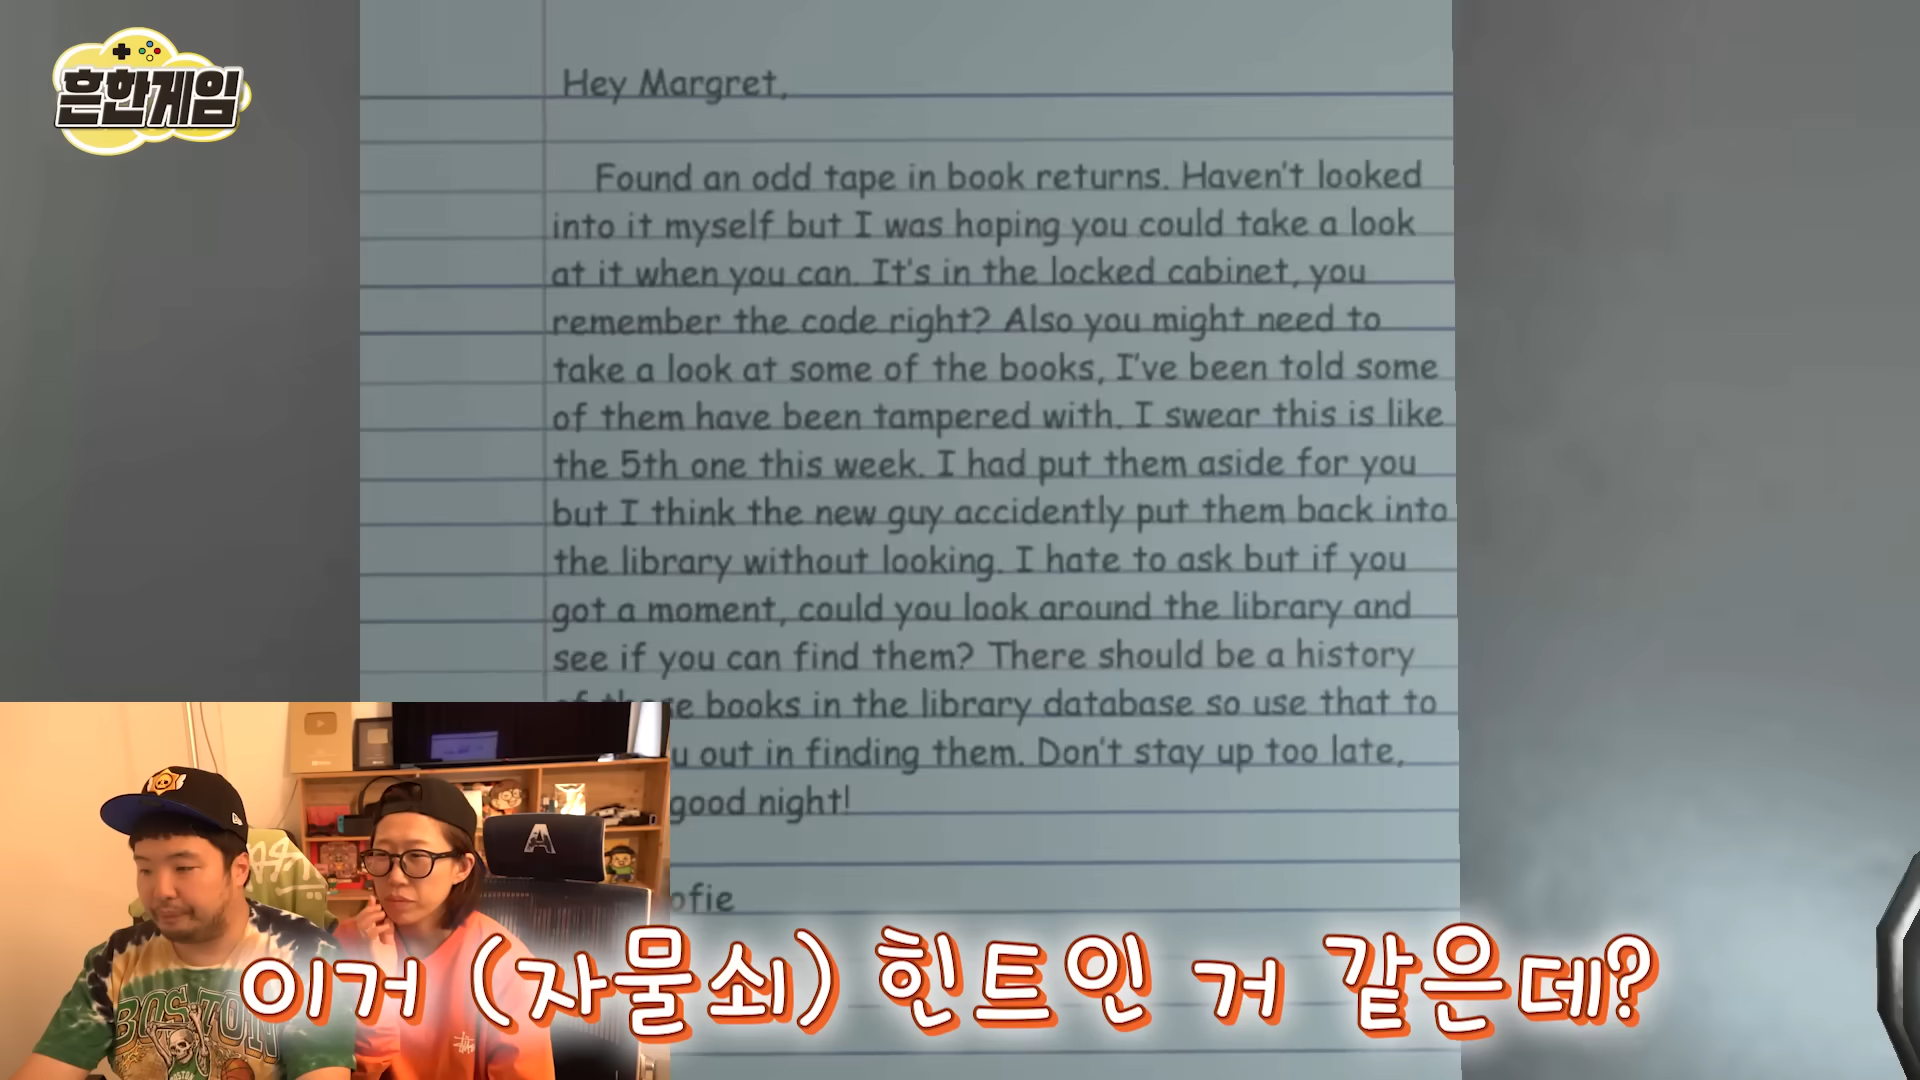 흔한게임
Hey Margret,
Found an odd tape in book returns. Haven't looked
into it myself but I was hoping you could take a look
at it when you can. It's in the locked cabinet, you
remember the code right? Also you might need to
take a look at some of the books, I've been told some
of them have been tampered with. I swear this is like
the 5th one this week. I had put them aside for you
but I think the new guy accidently put them back into
the library without looking. I hate to ask but if you
got a moment, could you look around the library and
see if you can find them? There should be a history
books in the library database so use that to
out in finding them. Don't stay up too late,
good night!
ofie
A
BOSTON
BOSTON
이거 (자물쇠) 힌트인 거 같은데?